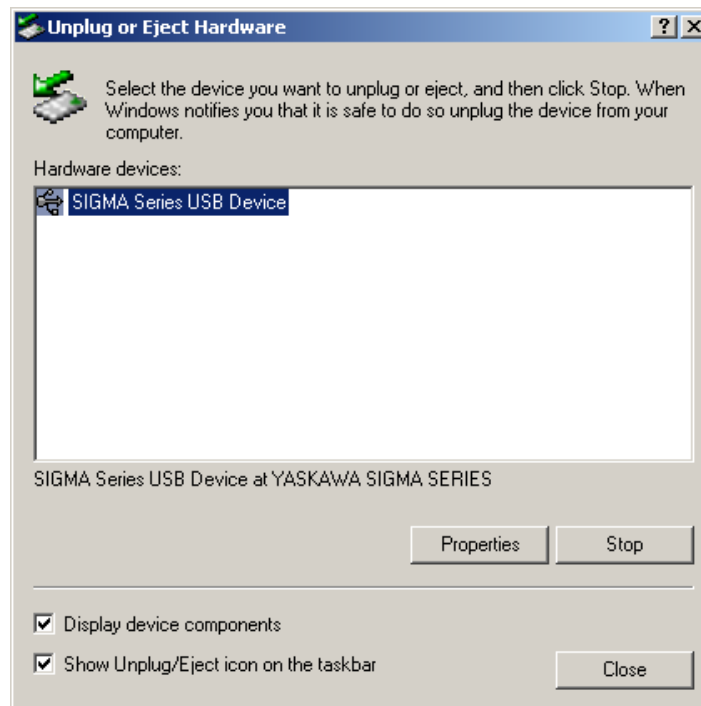 Unplug or Eject Hardware
Select the device you want to unplug or eject, and then click Stop. When
Windows notifies you that it is safe to do so unplug the device from your
computer.
Hardware devices:
SIGMA Series USB Device
SIGMA Series USB Device at YASKAWA SIGMA SERIES
Properties Stop
Display device components
Show Unplug/Eject icon on the taskbar
Close